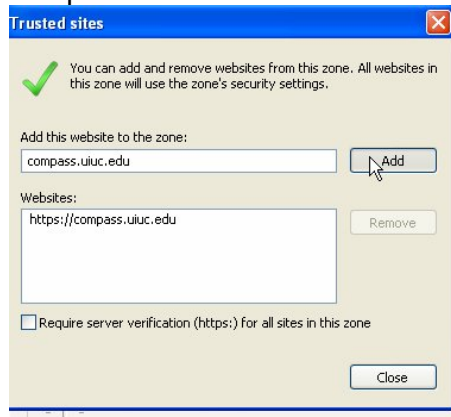 Trusted sites
You can add and remove websites from this zone. All websites in
this zone will use the zone's security settings.
Add this website to the zone:
compass.uiuc.edu
Add
Websites:
https://compass.uiuc.edu
Remove
Require server verification (https:) for all sites in this zone
Close